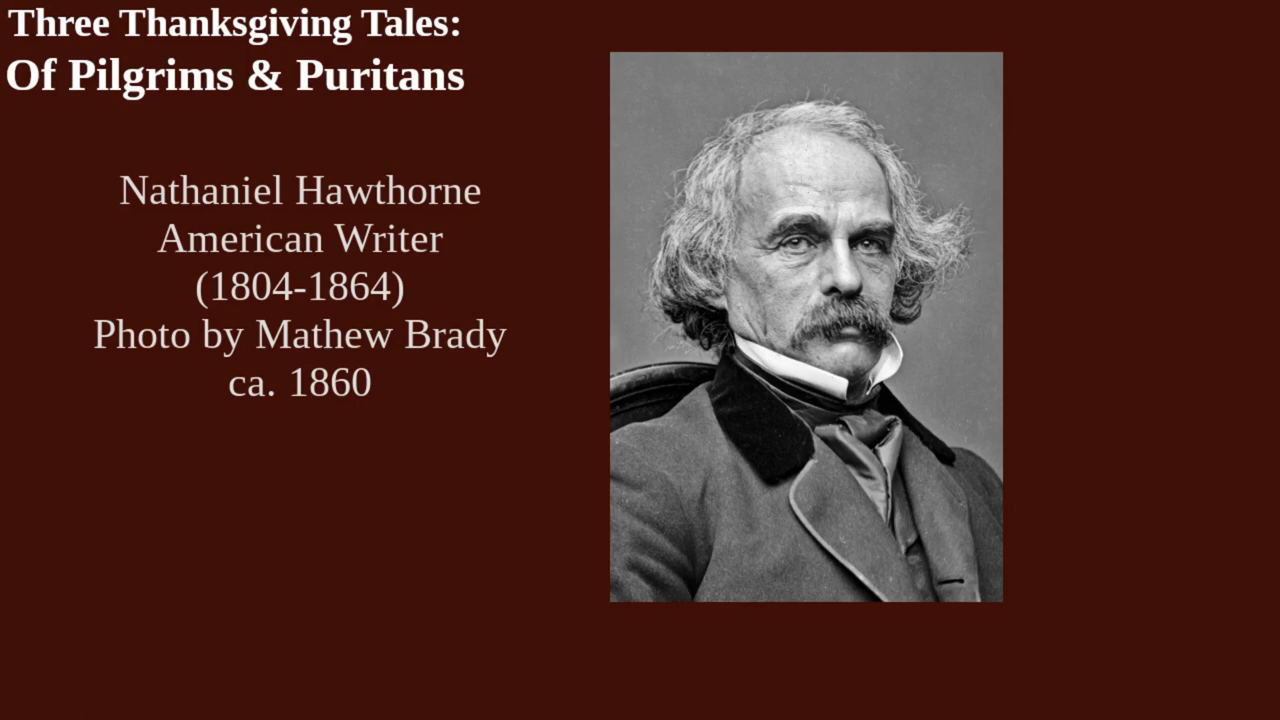 Three Thanksgiving Tales:
Of Pilgrims & Puritans
Nathaniel Hawthorne
American Writer
(1804-1864)
Photo by Mathew Brady
ca. 1860